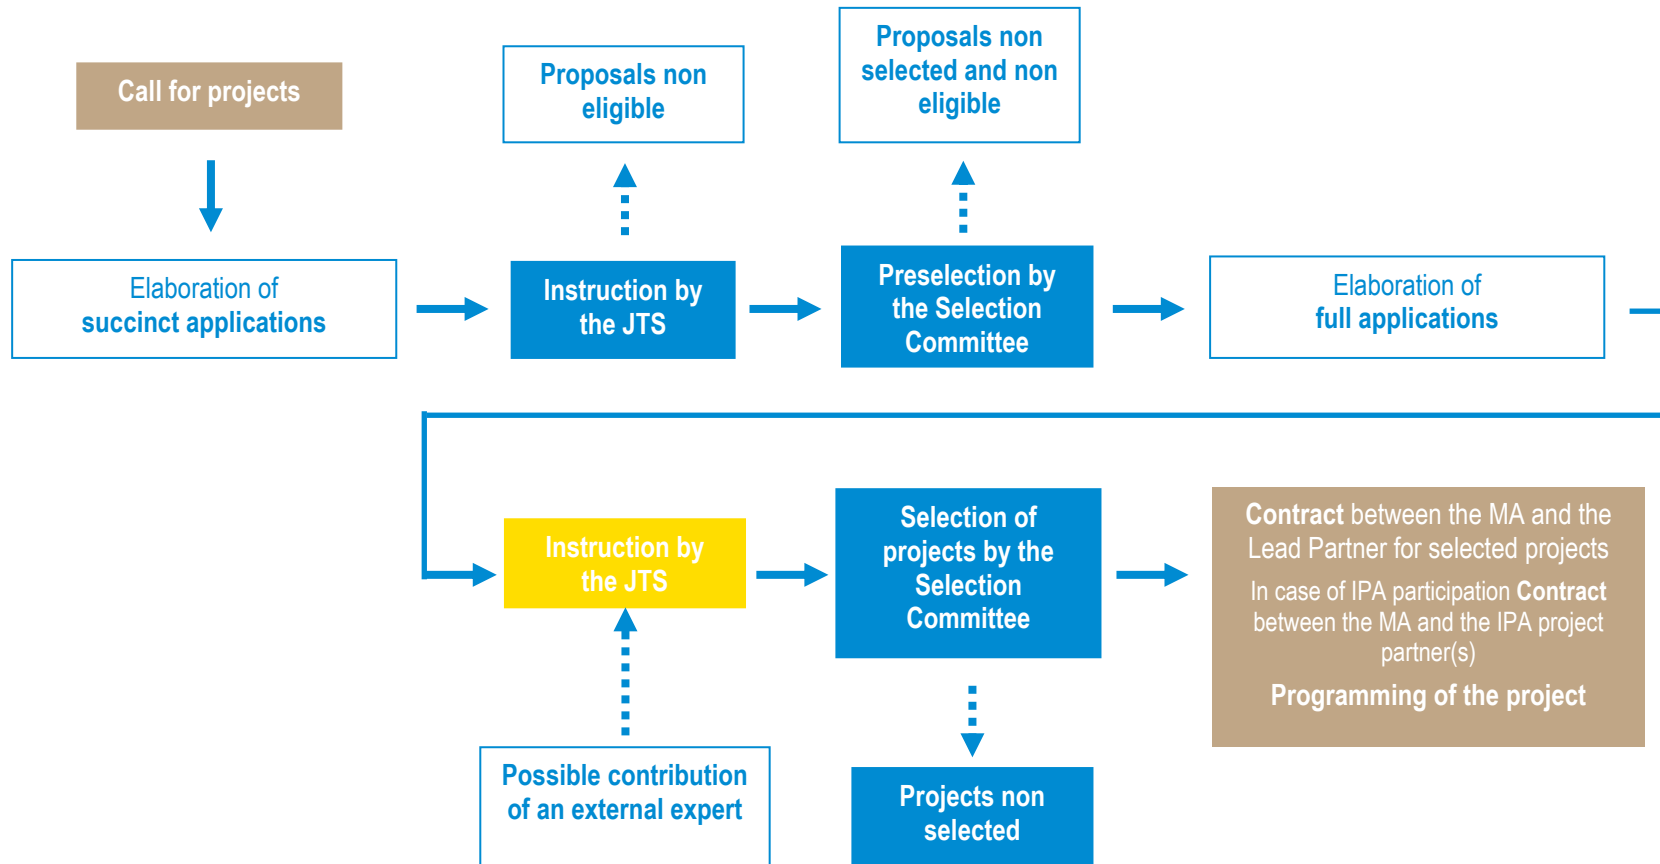 Call for projects
Proposals non
eligible
Proposals non
selected and non
eligible
Elaboration of
succinct applications
Instruction by
the JTS
Preselection by
the Selection
Committee
Elaboration of
full applications
Instruction by
the JTS
Selection of
projects by the
Selection
Committee
Contract between the MA and the
Lead Partner for selected projects
In case of IPA participation Contract
between the MA and the IPA project
partner(s)
Programming of the project
Possible contribution
of an external expert
Projects non
selected